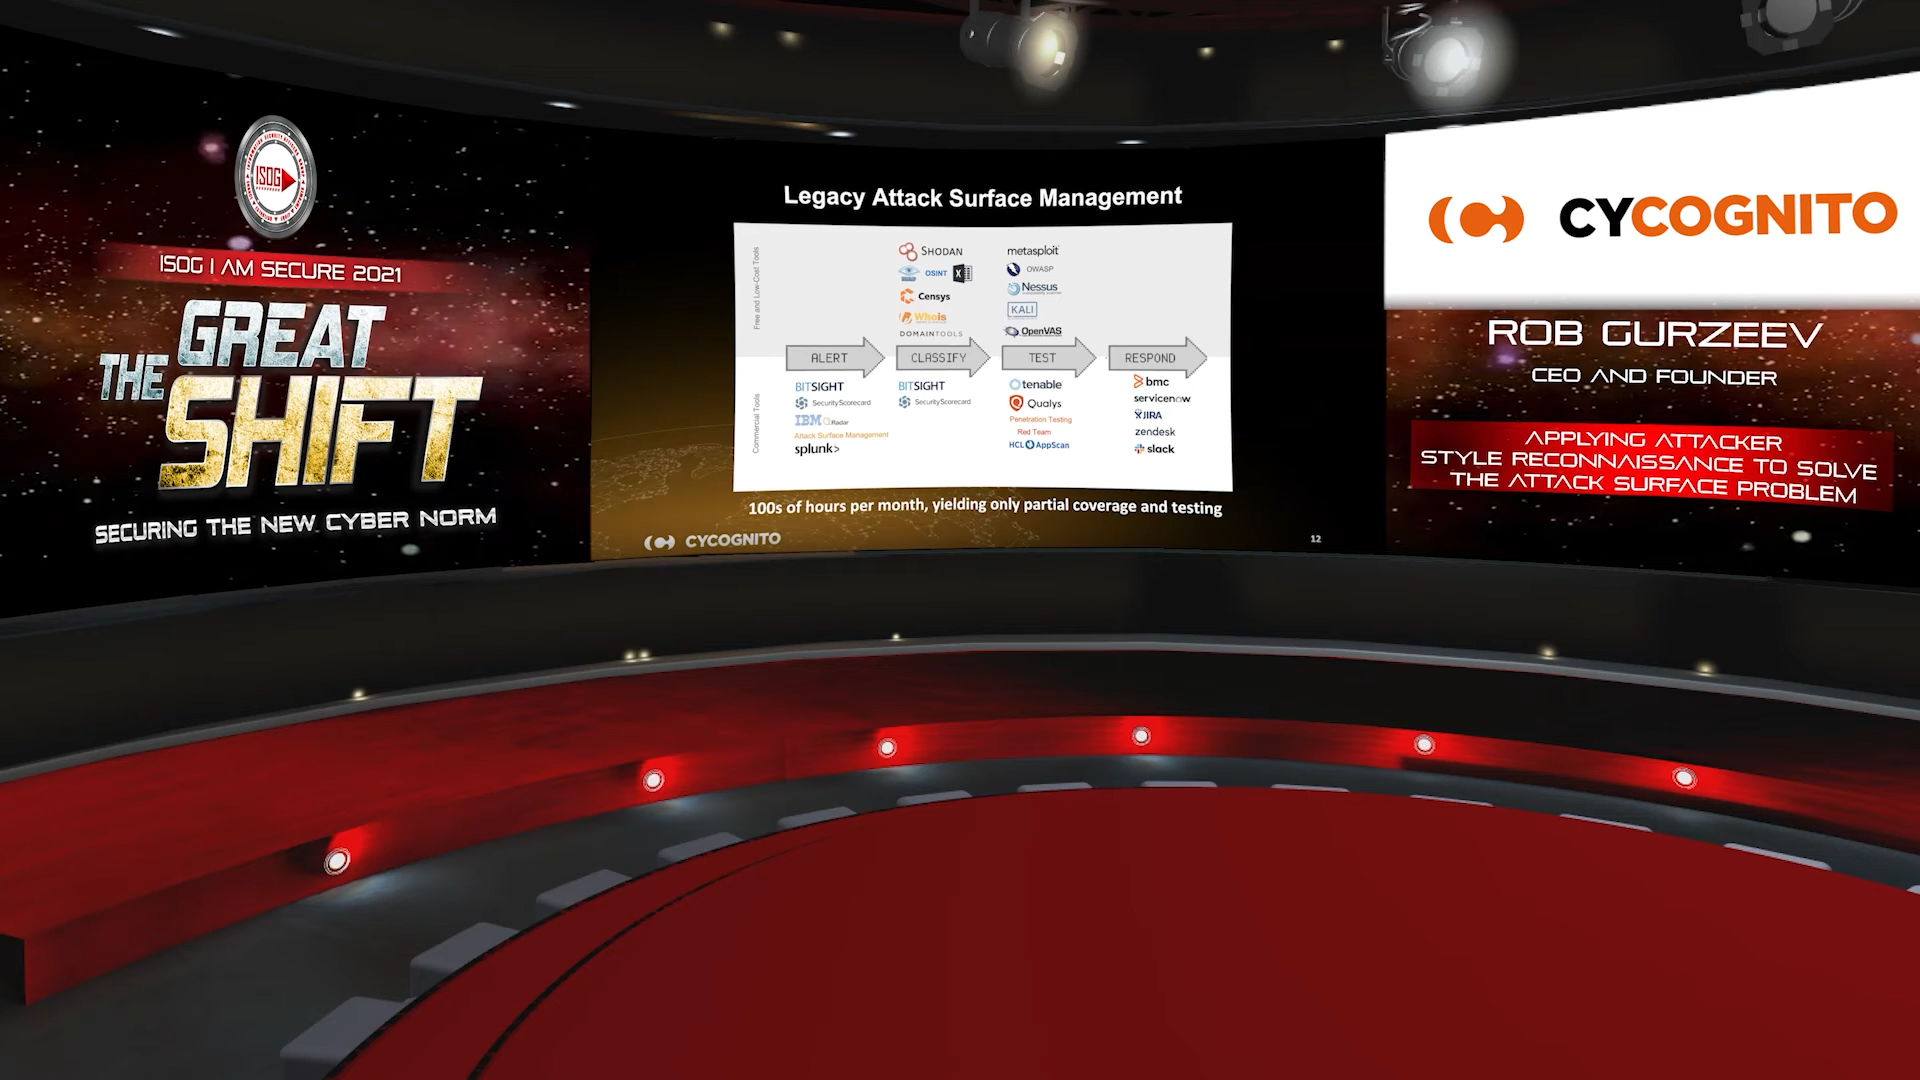 ISOG
ISOG I AM SECURE 2021
THE GREAT
SHIFT
SECURING THE NEW CYBER NORM
Legacy Attack Surface Management
Free and Low-Cost Tools
SHODAN
OSINT
Censys
Whois
DOMAINTOOLS
metasploit
OWASP
Nessus
KALI
OpenVAS
ALERT
CLASSIFY
TEST
RESPOND
Commercial Tools
BITSIGHT
SecurityScorecard
IBM QRadar
Attack Surface Management
splunk>
BITSIGHT
SecurityScorecard
tenable
Qualys
Penetration Testing
Red Team
HCL AppScan
bmc
servicenow
JIRA
zendesk
slack
100s of hours per month, yielding only partial coverage and testing
CYCOGNITO
12
CYCOGNITO
ROB GURZEEV
CEO AND FOUNDER
APPLYING ATTACKER
STYLE RECONNAISSANCE TO SOLVE
THE ATTACK SURFACE PROBLEM